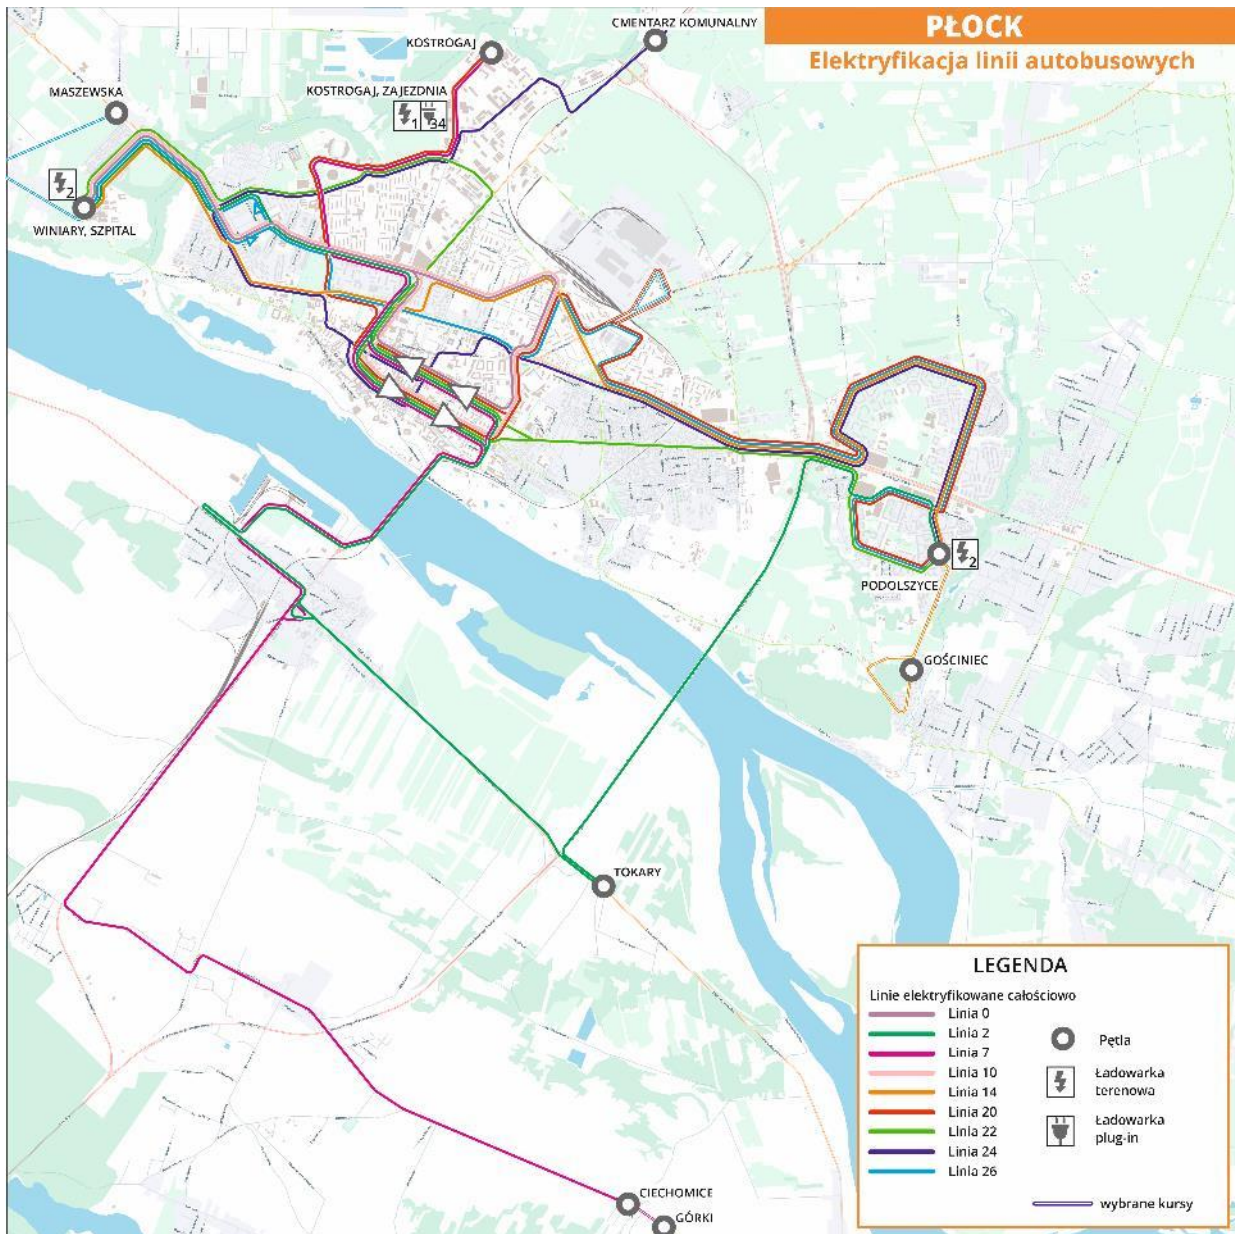 PŁOCK
Elektryfikacja linii autobusowych
CMENTARZ KOMUNALNY
KOSTROGAJ
KOSTROGAJ, ZAJEZDNIA
1 34
MASZEWSKA
2
WINIARY, SZPITAL
2
PODOLSZYCE
GOŚCINIEC
TOKARY
CIECHOMICE
GÓRKI
LEGENDA
Linie elektryfikowane całościowo
Linia 0
Linia 2
Linia 7
Linia 10
Linia 14
Linia 20
Linia 22
Linia 24
Linia 26
Pętla
Ładowarka
terenowa
Ładowarka
plug-in
wybrane kursy